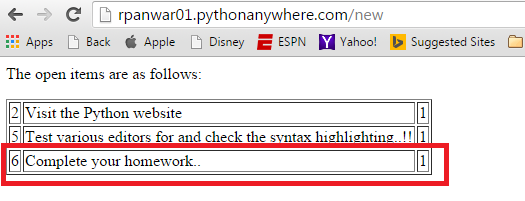 rpanwar01.pythonanywhere.com/new
Apps Back Apple Disney ESPN Yahoo! Suggested Sites
The open items are as follows:
2 Visit the Python website 1
5 Test various editors for and check the syntax highlighting..!! 1
6 Complete your homework.. 1